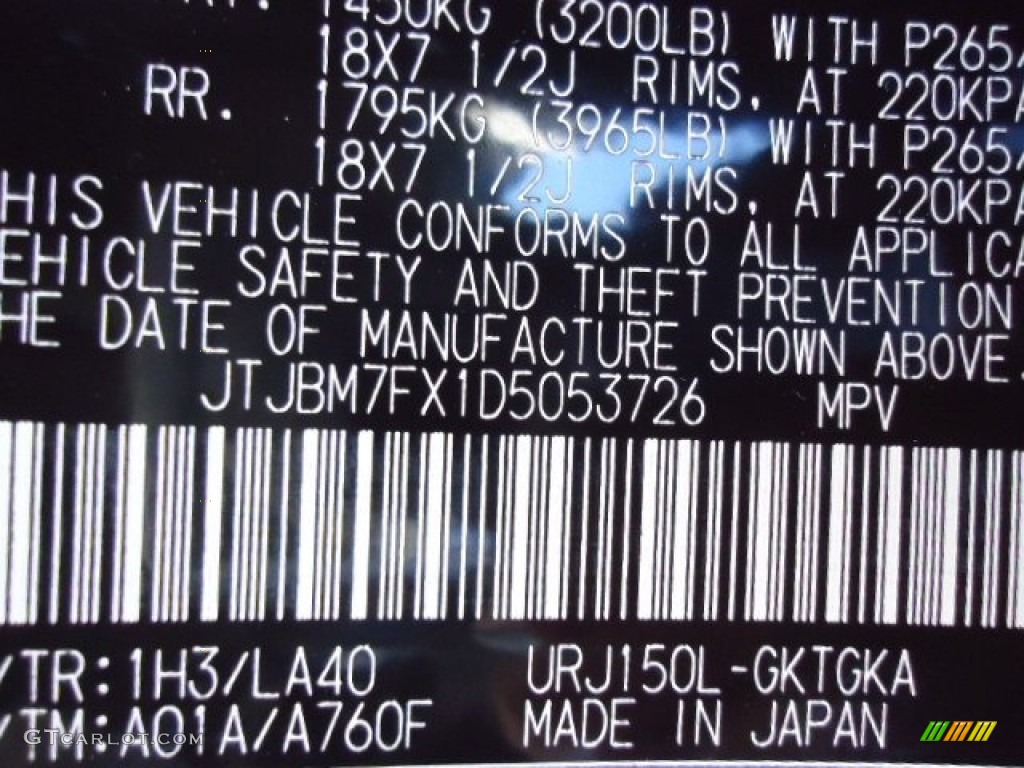 1450KG (3200LB) WITH P265/
18X7 1/2J RIMS, AT 220KPA
RR. 1795KG (3965LB) WITH P265/
18X7 1/2J RIMS, AT 220KPA
HIS VEHICLE CONFORMS TO ALL APPLICA
EHICLE SAFETY AND THEFT PREVENTION
HE DATE OF MANUFACTURE SHOWN ABOVE.
JTJBM7FX1D5053726 MPV
/TR:1H3/LA40 URJ150L-GKTGKA
/TM:A01A/A760F MADE IN JAPAN
GTcarlot.com